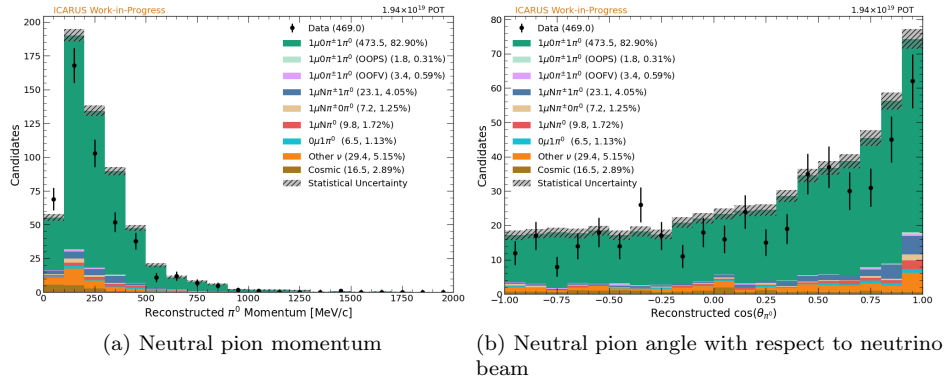 ICARUS Work-in-Progress
1.94×10¹⁹ POT
Candidates
175
150
125
100
75
50
25
0
Data (469.0)
1μ0π±1π⁰ (473.5, 82.90%)
1μ0π±1π⁰ (OOPS) (1.8, 0.31%)
1μ0π±1π⁰ (OOFV) (3.4, 0.59%)
1μNπ±1π⁰ (23.1, 4.05%)
1μNπ±0π⁰ (7.2, 1.25%)
1μNπ⁰ (9.8, 1.72%)
0μ1π⁰ (6.5, 1.13%)
Other ν (29.4, 5.15%)
Cosmic (16.5, 2.89%)
Statistical Uncertainty
0 250 500 750 1000 1250 1500 1750 2000
Reconstructed π⁰ Momentum [MeV/c]
(a) Neutral pion momentum
ICARUS Work-in-Progress
1.94×10¹⁹ POT
Candidates
80
70
60
50
40
30
20
10
0
Data (469.0)
1μ0π±1π⁰ (473.5, 82.90%)
1μ0π±1π⁰ (OOPS) (1.8, 0.31%)
1μ0π±1π⁰ (OOFV) (3.4, 0.59%)
1μNπ±1π⁰ (23.1, 4.05%)
1μNπ±0π⁰ (7.2, 1.25%)
1μNπ⁰ (9.8, 1.72%)
0μ1π⁰ (6.5, 1.13%)
Other ν (29.4, 5.15%)
Cosmic (16.5, 2.89%)
Statistical Uncertainty
−1.00 −0.75 −0.50 −0.25 0.00 0.25 0.50 0.75 1.00
Reconstructed cos(θπ⁰)
(b) Neutral pion angle with respect to neutrino
beam